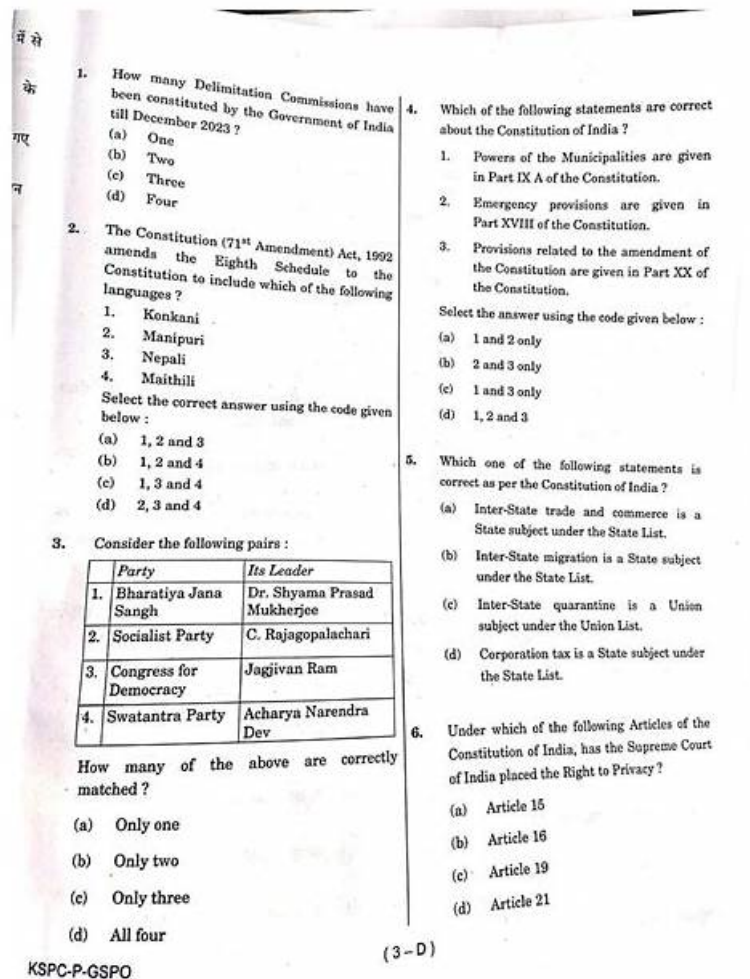 में से
के
गए
न
1. How many Delimitation Commissions have
been constituted by the Government of India
till December 2023 ?
(a) One
(b) Two
(c) Three
(d) Four
2. The Constitution (71st Amendment) Act, 1992
amends the Eighth Schedule to the
Constitution to include which of the following
languages ?
1. Konkani
2. Manipuri
3. Nepali
4. Maithili
Select the correct answer using the code given
below :
(a) 1, 2 and 3
(b) 1, 2 and 4
(c) 1, 3 and 4
(d) 2, 3 and 4
3. Consider the following pairs :
Party Its Leader
1. Bharatiya Jana Dr. Shyama Prasad
Sangh Mukherjee
2. Socialist Party C. Rajagopalachari
3. Congress for Jagjivan Ram
Democracy
4. Swatantra Party Acharya Narendra
Dev
How many of the above are correctly
matched ?
(a) Only one
(b) Only two
(c) Only three
(d) All four
4. Which of the following statements are correct
about the Constitution of India ?
1. Powers of the Municipalities are given
in Part IX A of the Constitution.
2. Emergency provisions are given in
Part XVIII of the Constitution.
3. Provisions related to the amendment of
the Constitution are given in Part XX of
the Constitution.
Select the answer using the code given below :
(a) 1 and 2 only
(b) 2 and 3 only
(c) 1 and 3 only
(d) 1, 2 and 3
5. Which one of the following statements is
correct as per the Constitution of India ?
(a) Inter-State trade and commerce is a
State subject under the State List.
(b) Inter-State migration is a State subject
under the State List.
(c) Inter-State quarantine is a Union
subject under the Union List.
(d) Corporation tax is a State subject under
the State List.
6. Under which of the following Articles of the
Constitution of India, has the Supreme Court
of India placed the Right to Privacy ?
(a) Article 15
(b) Article 16
(c) Article 19
(d) Article 21
KSPC-P-GSPO
(3-D)